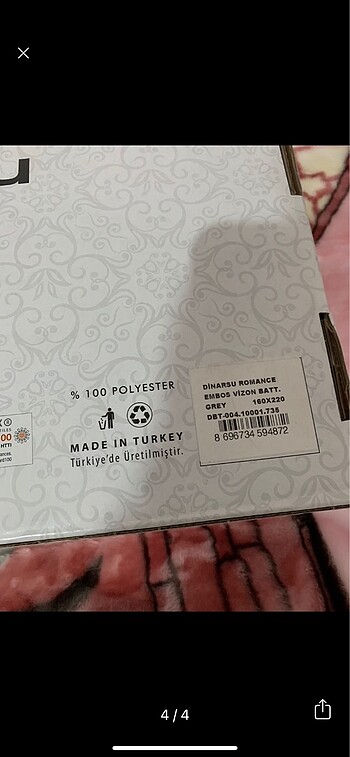 u
% 100 POLYESTER
MADE IN TURKEY
Türkiye'de Üretilmiştir.
DİNARSU ROMANCE
EMBOS VİZON BATT.
GREY 160X220
DBT-004.10001.735
8 696734 594872
4 / 4